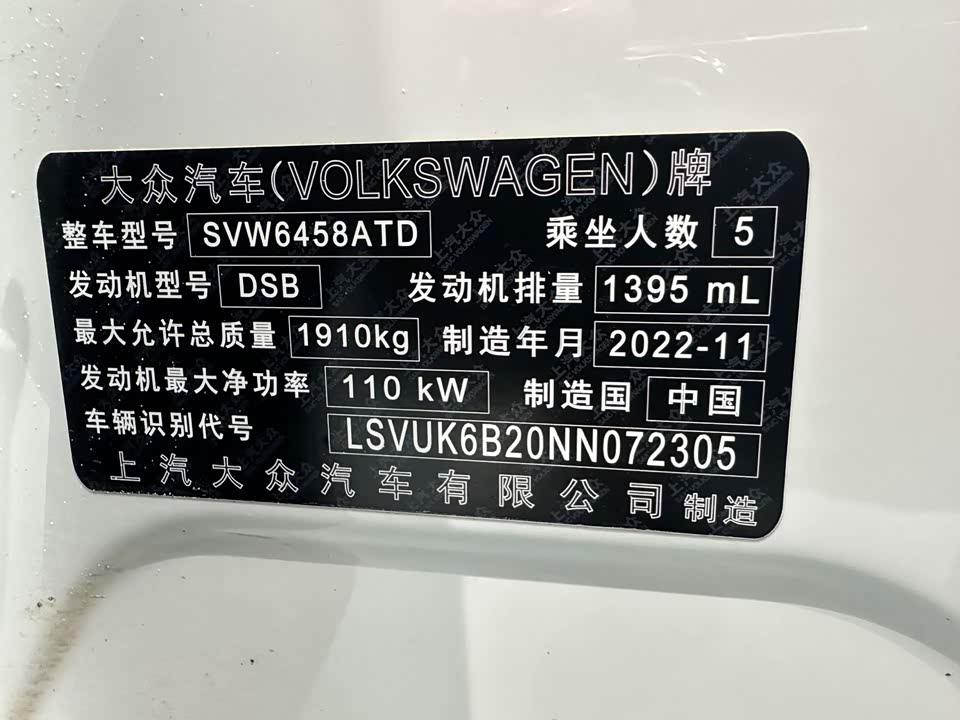 大众汽车(VOLKSWAGEN)牌
整车型号 SVW6458ATD 乘坐人数 5
发动机型号 DSB 发动机排量 1395 mL
最大允许总质量 1910kg 制造年月 2022-11
发动机最大净功率 110 kW 制造国 中国
车辆识别代号 LSVUK6B20NN072305
上汽大众汽车有限公司 制造